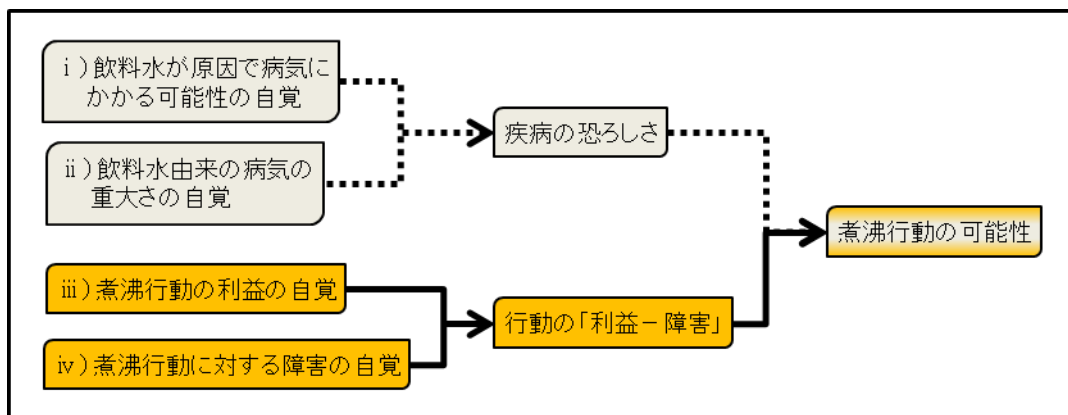 ⅰ）飲料水が原因で病気に
かかる可能性の自覚
ⅱ）飲料水由来の病気の
重大さの自覚
疾病の恐ろしさ
煮沸行動の可能性
ⅲ）煮沸行動の利益の自覚
行動の「利益－障害」
ⅳ）煮沸行動に対する障害の自覚